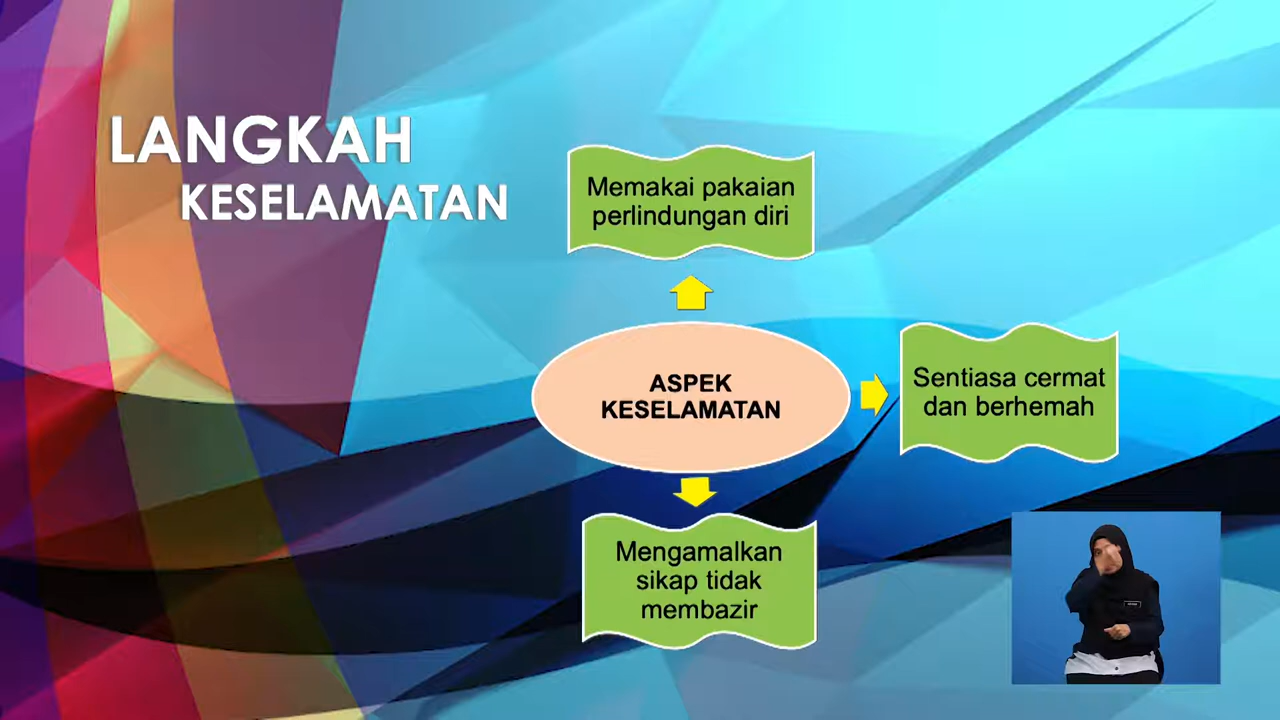 LANGKAH
KESELAMATAN
Memakai pakaian
perlindungan diri
ASPEK
KESELAMATAN
Sentiasa cermat
dan berhemah
Mengamalkan
sikap tidak
membazir